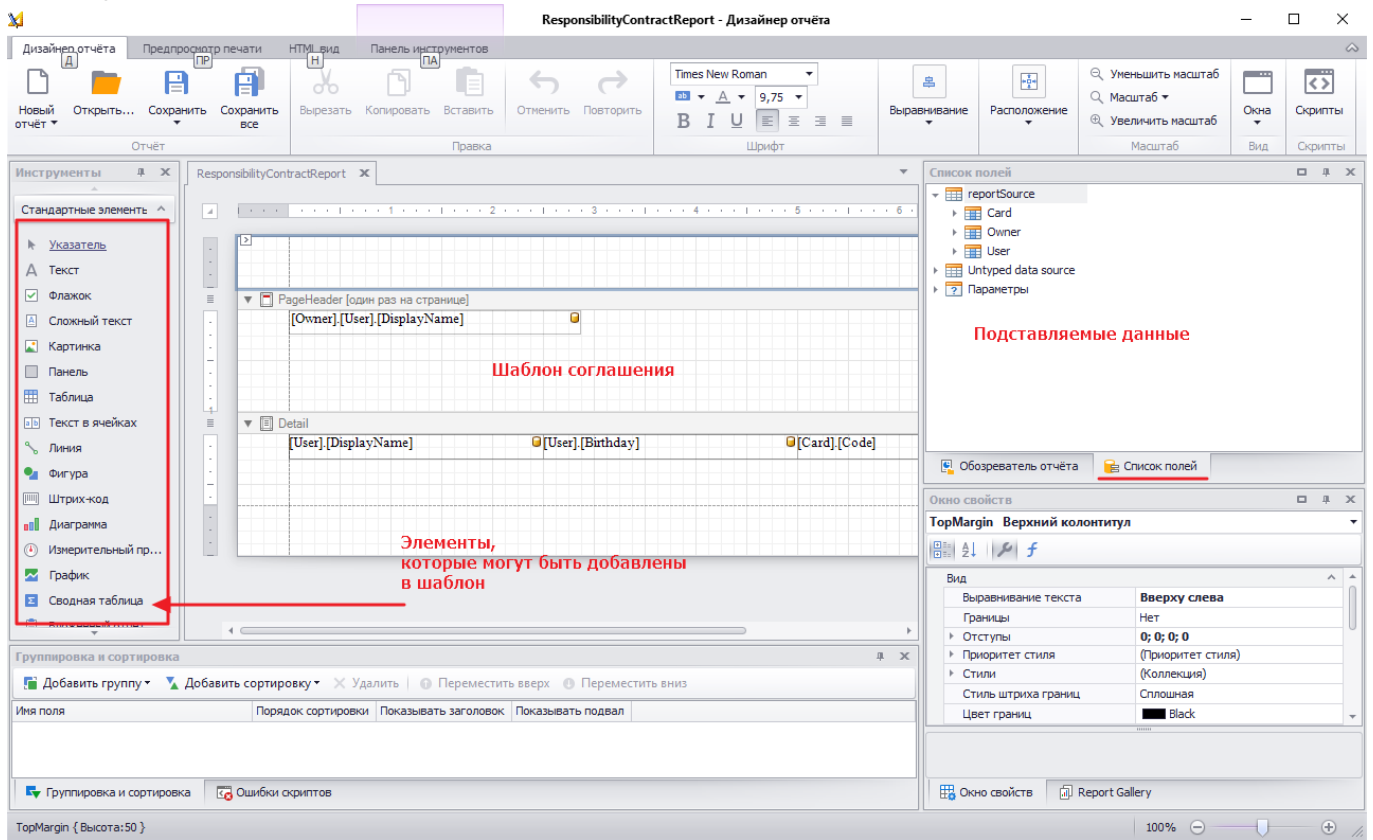 ResponsibilityContractReport - Дизайнер отчёта
Дизайнер отчёта Предпросмотр печати HTML вид Панель инструментов
Д ПР H ПА
Новый отчёт
Открыть...
Сохранить
Сохранить все
Отчёт
Вырезать Копировать Вставить Отменить Повторить
Правка
Times New Roman
ab A 9,75
B I U
Шрифт
Выравнивание
Расположение
Уменьшить масштаб
Масштаб
Увеличить масштаб
Масштаб
Окна
Вид
Скрипты
Скрипты
Инструменты
Стандартные элементы
Указатель
A Текст
Флажок
A Сложный текст
Картинка
Панель
Таблица
a b Текст в ячейках
Линия
Фигура
Штрих-код
Диаграмма
Измерительный пр...
График
Σ Сводная таблица
ResponsibilityContractReport
1 2 3 4 5 6
PageHeader [один раз на странице]
[Owner].[User].[DisplayName]
Шаблон соглашения
Detail
[User].[DisplayName] [User].[Birthday] [Card].[Code]
Элементы,
которые могут быть добавлены
в шаблон
Список полей
reportSource
Card
Owner
User
Untyped data source
? Параметры
Подставляемые данные
Обозреватель отчёта Список полей
Окно свойств
TopMargin Верхний колонтитул
Вид
Выравнивание текста Вверху слева
Границы Нет
Отступы 0; 0; 0; 0
Приоритет стиля (Приоритет стиля)
Стили (Коллекция)
Стиль штриха границ Сплошная
Цвет границ Black
Окно свойств Report Gallery
Группировка и сортировка
Добавить группу Добавить сортировку Удалить Переместить вверх Переместить вниз
Имя поля Порядок сортировки Показывать заголовок Показывать подвал
Группировка и сортировка Ошибки скриптов
TopMargin { Высота:50 }
100%